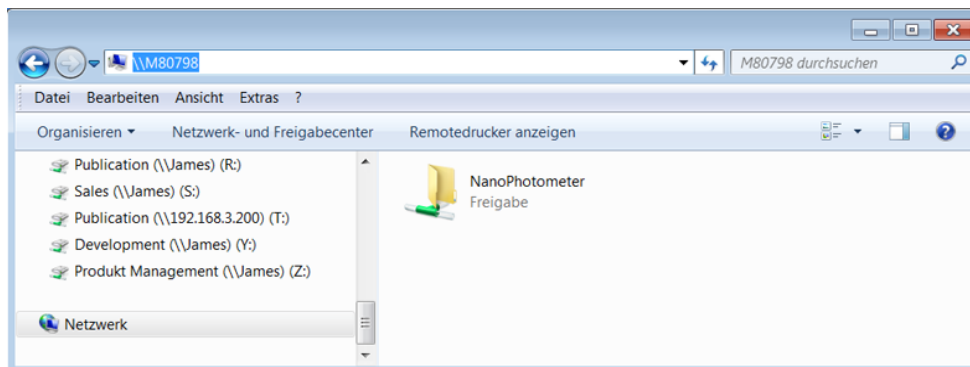 \\M80798
M80798 durchsuchen
Datei Bearbeiten Ansicht Extras ?
Organisieren Netzwerk- und Freigabecenter Remotedrucker anzeigen
Publication (\\James) (R:)
Sales (\\James) (S:)
Publication (\\192.168.3.200) (T:)
Development (\\James) (Y:)
Produkt Management (\\James) (Z:)
Netzwerk
NanoPhotometer
Freigabe